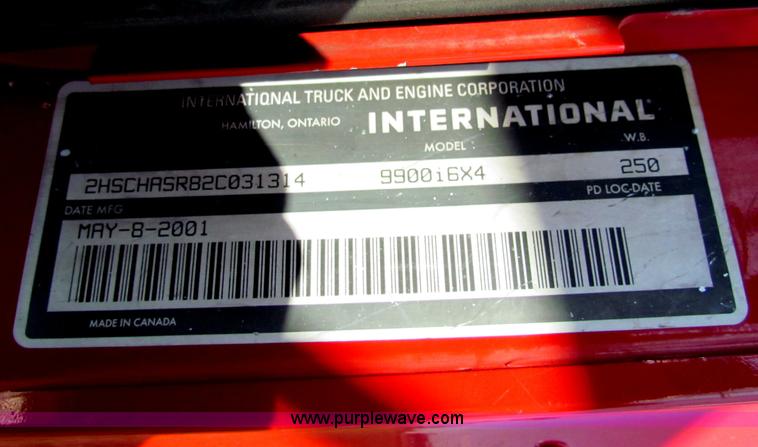 INTERNATIONAL TRUCK AND ENGINE CORPORATION
HAMILTON, ONTARIO INTERNATIONAL
MODEL W.B.
2HSCHASR82C031314 9900i6X4 250
DATE MFG PD LOC-DATE
MAY-8-2001
MADE IN CANADA
www.purplewave.com